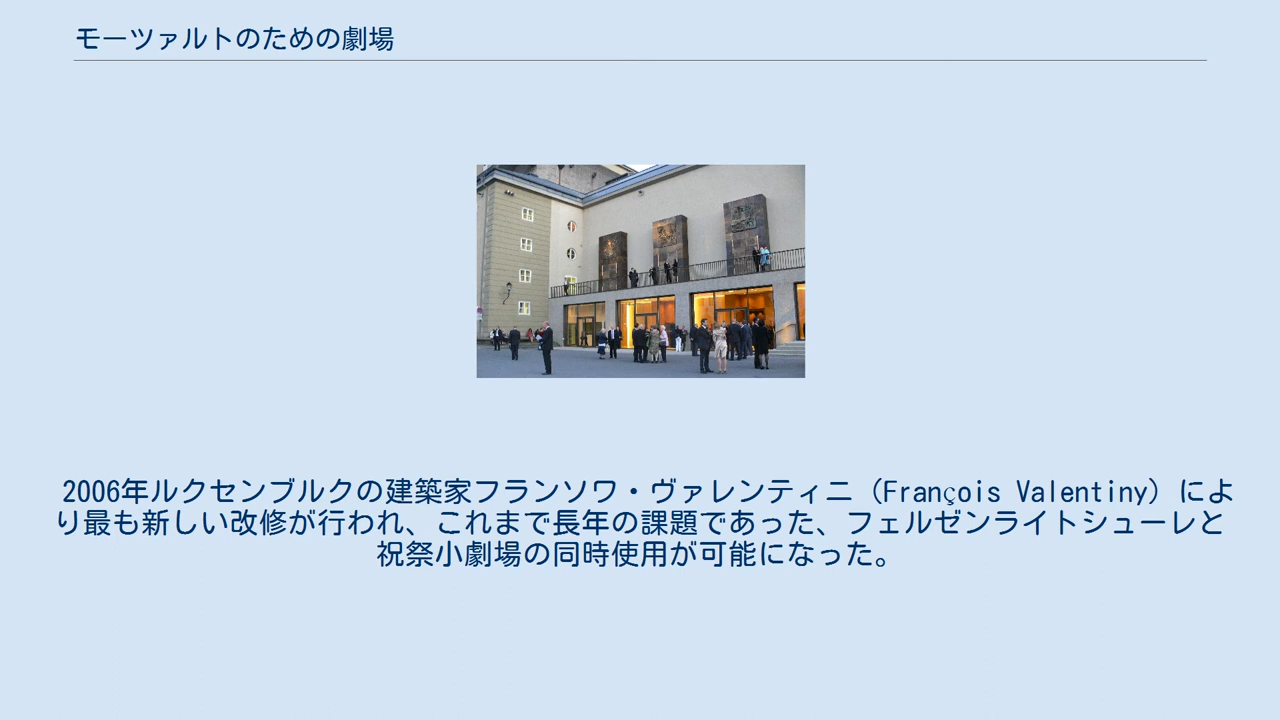 モーツァルトのための劇場
2006年ルクセンブルクの建築家フランソワ・ヴァレンティニ（François Valentiny）によ
り最も新しい改修が行われ、これまで長年の課題であった、フェルゼンライトシューレと
祝祭小劇場の同時使用が可能になった。